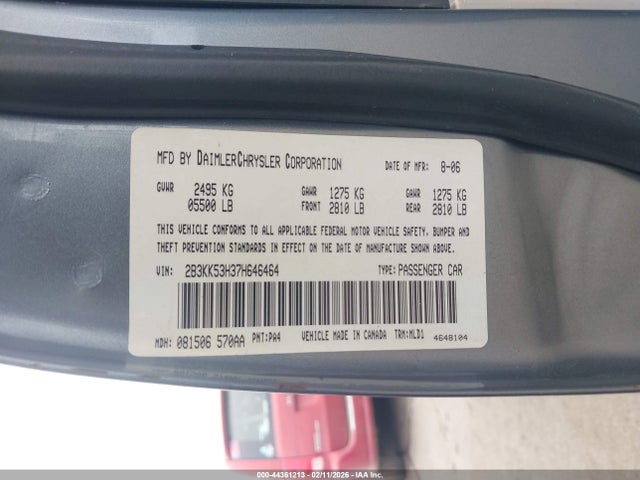 MFD BY DAIMLERCHRYSLER CORPORATION DATE OF MFR: 8-06
GVWR 2495 KG GAWR 1275 KG GAWR 1275 KG
05500 LB FRONT 2810 LB REAR 2810 LB
THIS VEHICLE CONFORMS TO ALL APPLICABLE FEDERAL MOTOR VEHICLE SAFETY, BUMPER AND
THEFT PREVENTION STANDARDS IN EFFECT ON THE DATE OF MANUFACTURE SHOWN ABOVE.
VIN: 2B3KK53H37H646464 TYPE: PASSENGER CAR
MDH: 081506 570AA PNT:PA4 VEHICLE MADE IN CANADA TRM:MLD1
4648104
000-44361213 - 02/11/2026 - IAA Inc.